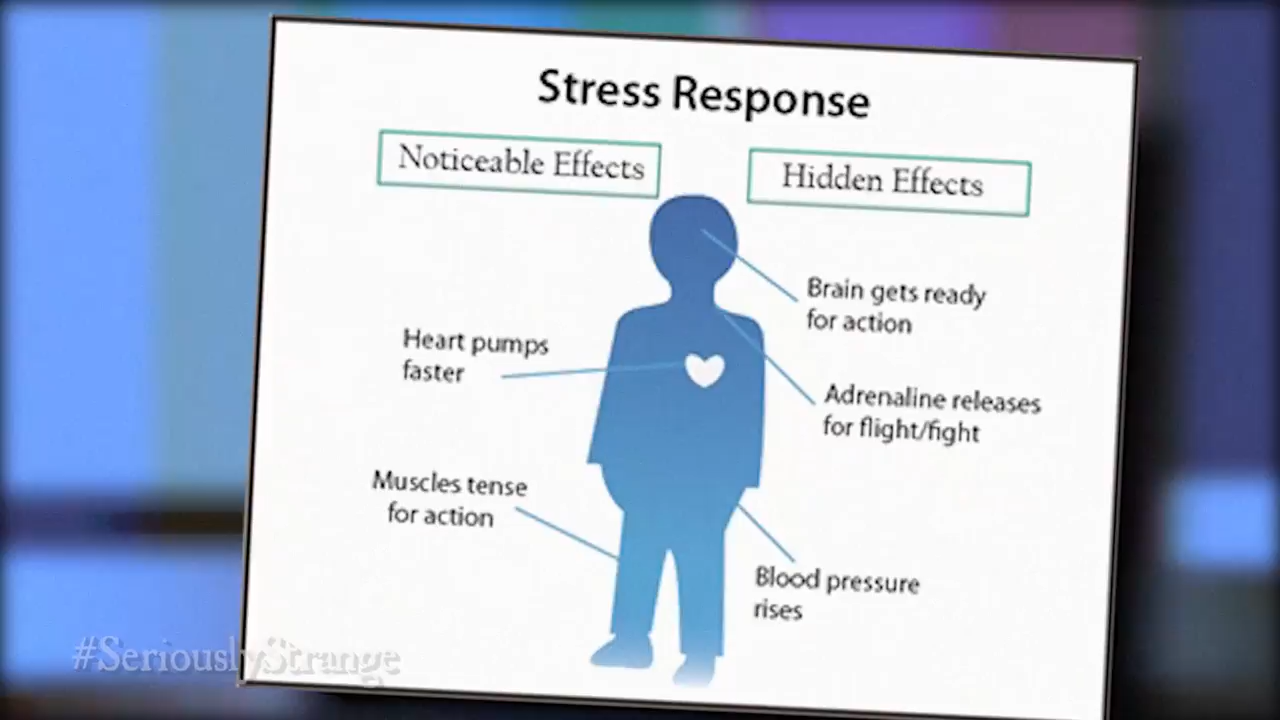 Stress Response
Noticeable Effects
Hidden Effects
Heart pumps
faster
Muscles tense
for action
Brain gets ready
for action
Adrenaline releases
for flight/fight
Blood pressure
rises
#SeriouslyStrange